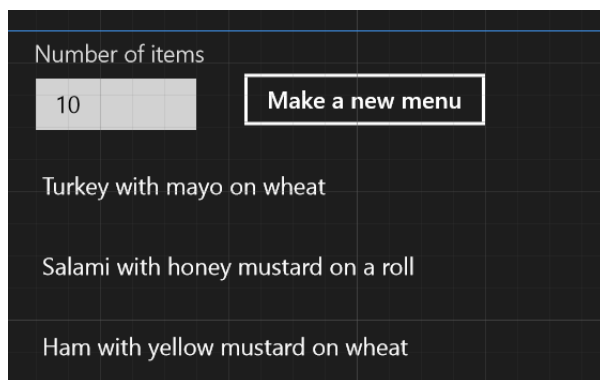 Number of items
10
Make a new menu
Turkey with mayo on wheat
Salami with honey mustard on a roll
Ham with yellow mustard on wheat